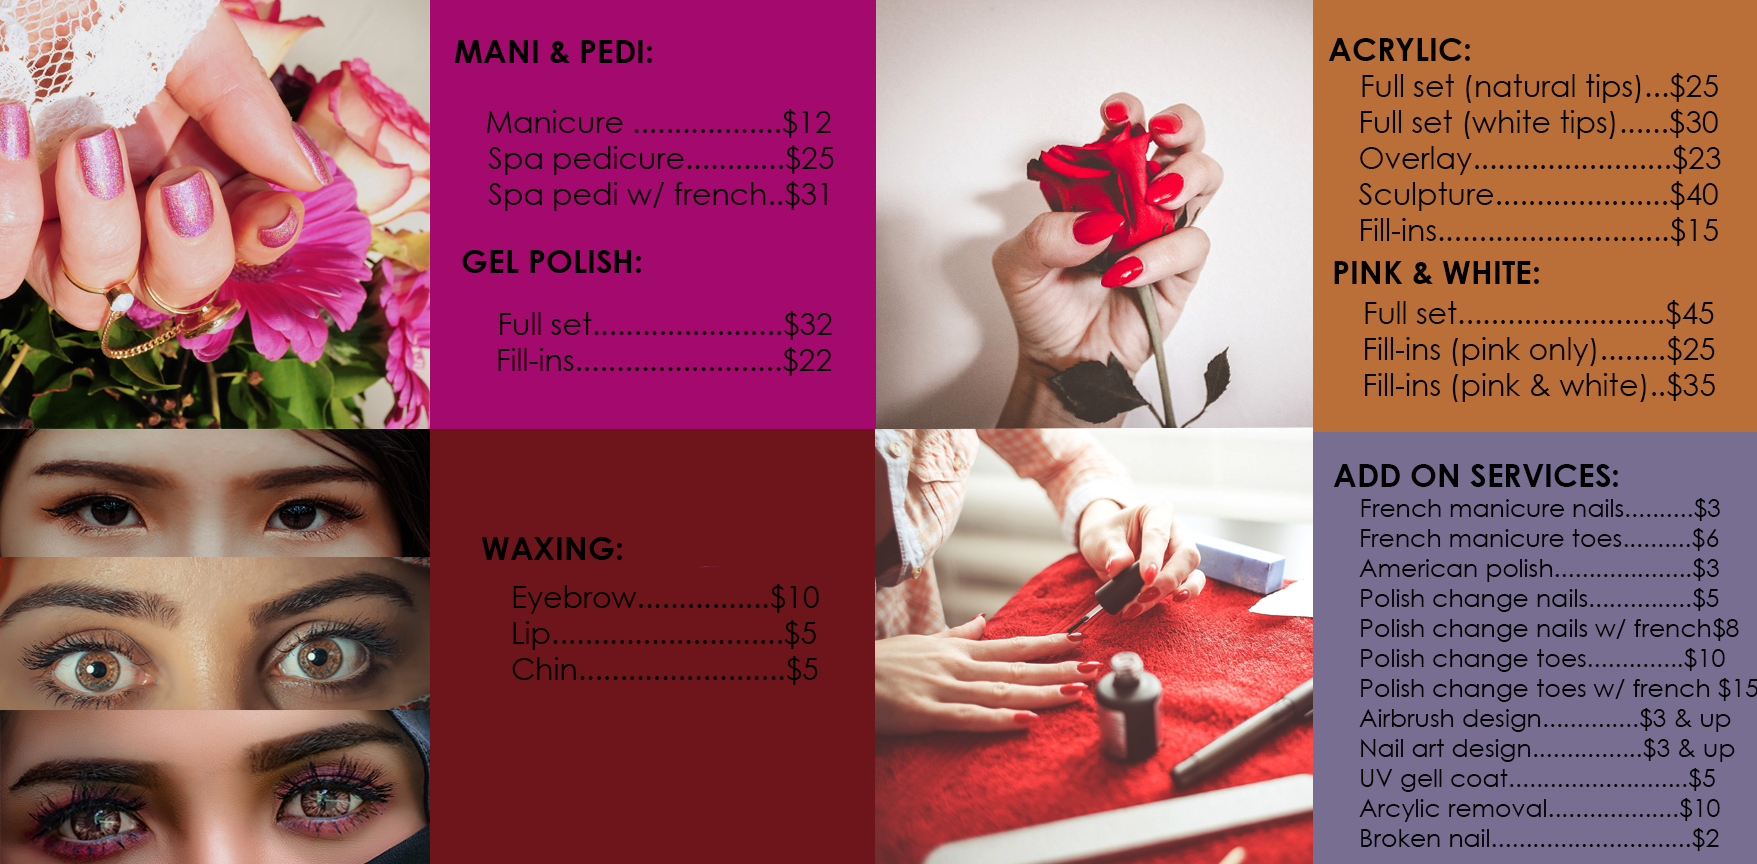 MANI & PEDI:
Manicure ..................$12
Spa pedicure............$25
Spa pedi w/ french..$31
GEL POLISH:
Full set.......................$32
Fill-ins.........................$22
WAXING:
Eyebrow................$10
Lip............................$5
Chin.........................$5
ACRYLIC:
Full set (natural tips)...$25
Full set (white tips)......$30
Overlay........................$23
Sculpture.....................$40
Fill-ins............................$15
PINK & WHITE:
Full set.........................$45
Fill-ins (pink only)........$25
Fill-ins (pink & white)..$35
ADD ON SERVICES:
French manicure nails..........$3
French manicure toes..........$6
American polish....................$3
Polish change nails...............$5
Polish change nails w/ french$8
Polish change toes..............$10
Polish change toes w/ french $15
Airbrush design..............$3 & up
Nail art design................$3 & up
UV gell coat..........................$5
Arcylic removal...................$10
Broken nail.............................$2